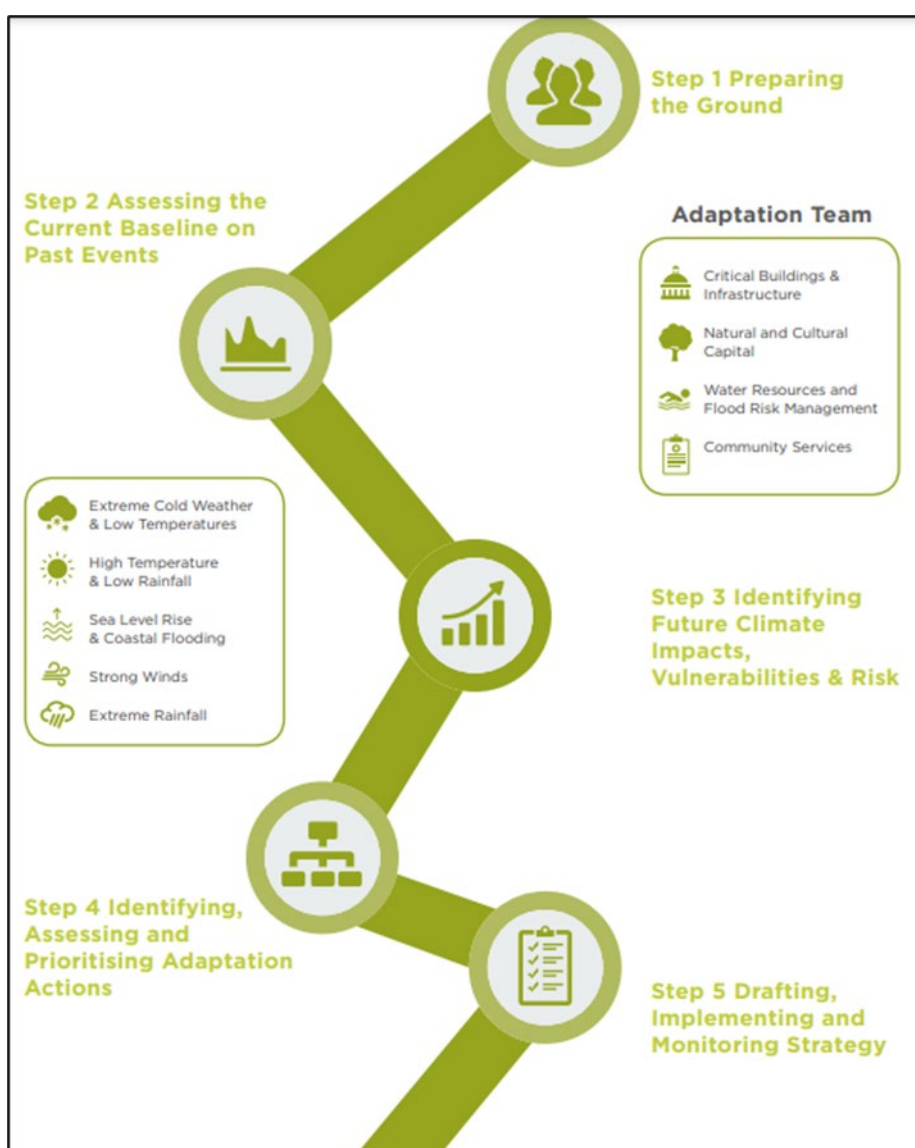 Step 1 Preparing
the Ground
Adaptation Team
Critical Buildings &
Infrastructure
Natural and Cultural
Capital
Water Resources and
Flood Risk Management
Community Services
Step 2 Assessing the
Current Baseline on
Past Events
Extreme Cold Weather
& Low Temperatures
High Temperature
& Low Rainfall
Sea Level Rise
& Coastal Flooding
Strong Winds
Extreme Rainfall
Step 3 Identifying
Future Climate
Impacts,
Vulnerabilities & Risk
Step 4 Identifying,
Assessing and
Prioritising Adaptation
Actions
Step 5 Drafting,
Implementing and
Monitoring Strategy